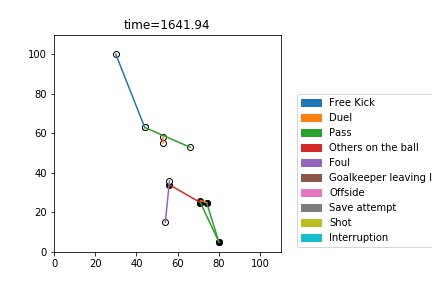 time=1641.94
100
80
60
40
20
0
0 20 40 60 80 100
Free Kick
Duel
Pass
Others on the ball
Foul
Goalkeeper leaving l
Offside
Save attempt
Shot
Interruption